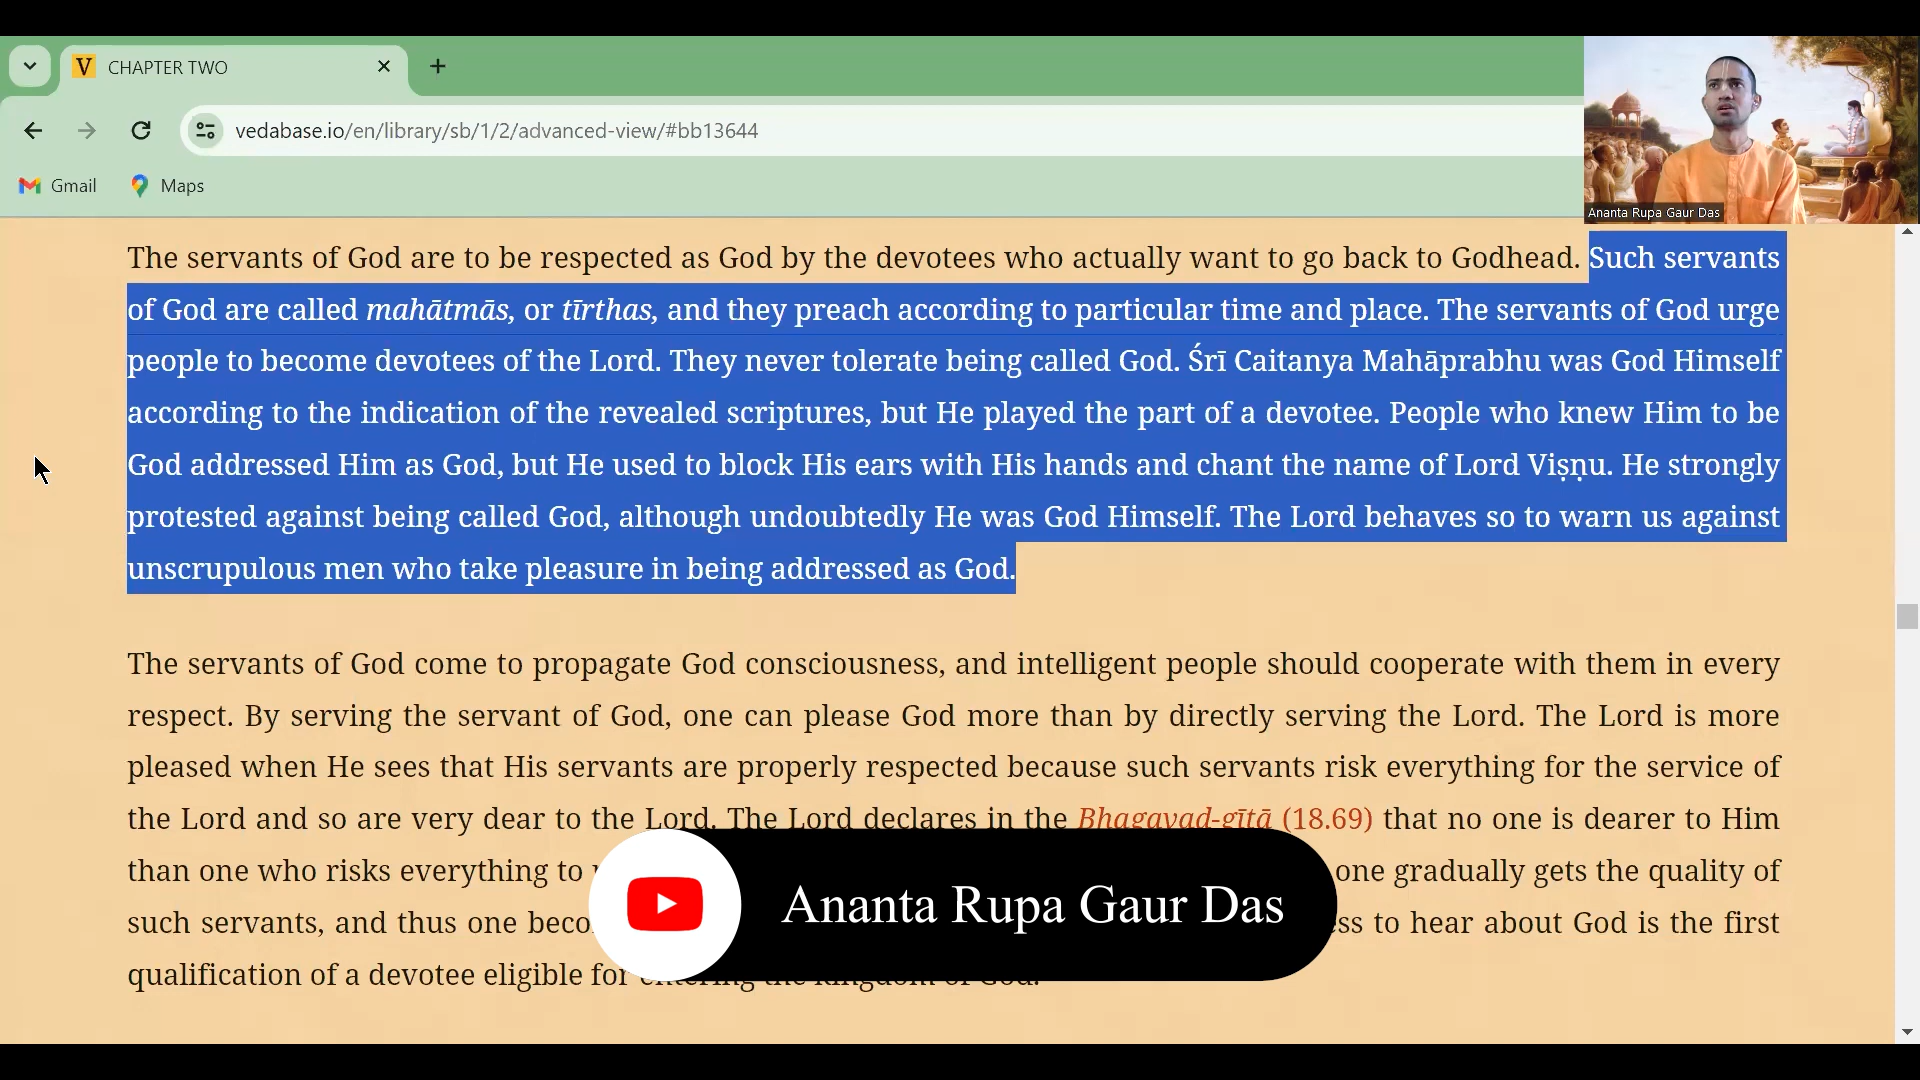 CHAPTER TWO
vedabase.io/en/library/sb/1/2/advanced-view/#bb13644
Gmail
Maps
Ananta Rupa Gaur Das
The servants of God are to be respected as God by the devotees who actually want to go back to Godhead. Such servants
of God are called mahātmās, or tīrthas, and they preach according to particular time and place. The servants of God urge
people to become devotees of the Lord. They never tolerate being called God. Śrī Caitanya Mahāprabhu was God Himself
according to the indication of the revealed scriptures, but He played the part of a devotee. People who knew Him to be
God addressed Him as God, but He used to block His ears with His hands and chant the name of Lord Viṣṇu. He strongly
protested against being called God, although undoubtedly He was God Himself. The Lord behaves so to warn us against
unscrupulous men who take pleasure in being addressed as God.
The servants of God come to propagate God consciousness, and intelligent people should cooperate with them in every
respect. By serving the servant of God, one can please God more than by directly serving the Lord. The Lord is more
pleased when He sees that His servants are properly respected because such servants risk everything for the service of
the Lord and so are very dear to the Lord. The Lord declares in the Bhagavad-gītā (18.69) that no one is dearer to Him
than one who risks everything to one gradually gets the quality of
such servants, and thus one to hear about God is the first
qualification of a devotee eligible for entering the kingdom of God.
Ananta Rupa Gaur Das